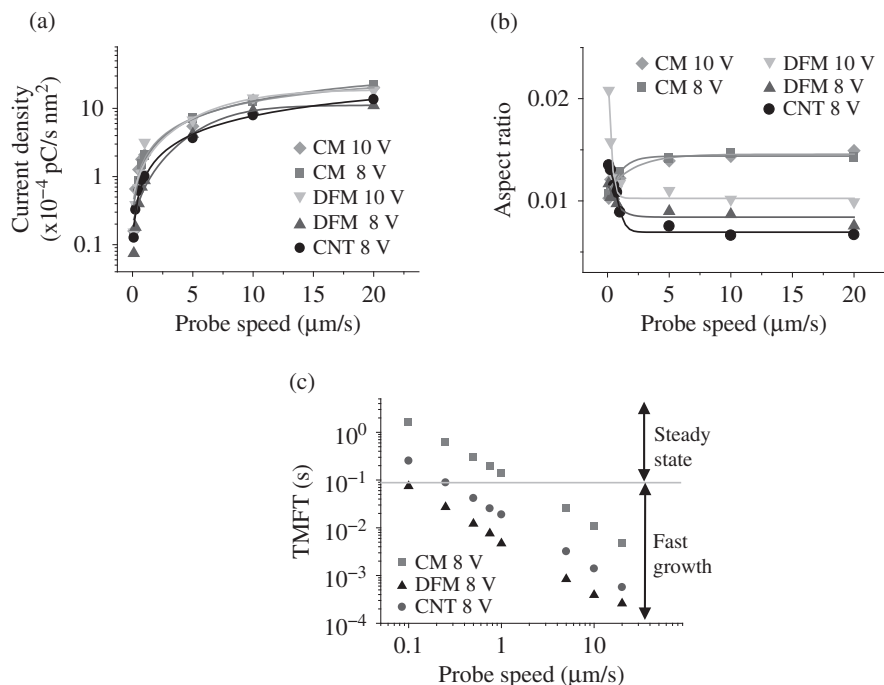 (a)
Current density
(x10⁻⁴ pC/s nm²)
10
1
0.1
CM 10 V
CM 8 V
DFM 10 V
DFM 8 V
CNT 8 V
0 5 10 15 20
Probe speed (μm/s)
(b)
Aspect ratio
0.02
0.01
CM 10 V
CM 8 V
DFM 10 V
DFM 8 V
CNT 8 V
0 5 10 15 20
Probe speed (μm/s)
(c)
TMFT (s)
10⁰
10⁻¹
10⁻²
10⁻³
10⁻⁴
Steady
state
Fast
growth
CM 8 V
DFM 8 V
CNT 8 V
0.1 1 10
Probe speed (μm/s)